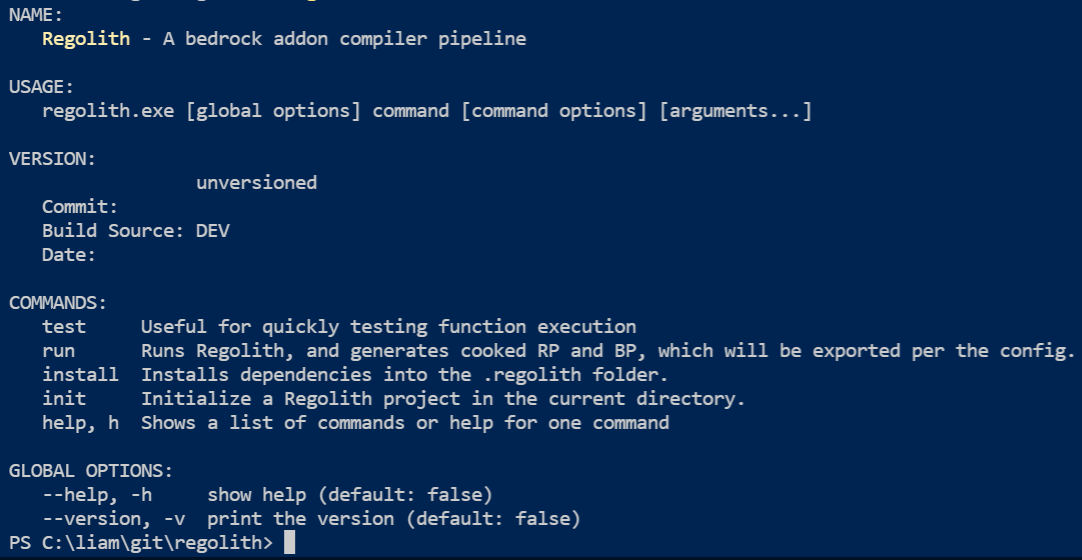 NAME:
Regolith - A bedrock addon compiler pipeline
USAGE:
regolith.exe [global options] command [command options] [arguments...]
VERSION:
unversioned
Commit:
Build Source: DEV
Date:
COMMANDS:
test Useful for quickly testing function execution
run Runs Regolith, and generates cooked RP and BP, which will be exported per the config.
install Installs dependencies into the .regolith folder.
init Initialize a Regolith project in the current directory.
help, h Shows a list of commands or help for one command
GLOBAL OPTIONS:
--help, -h show help (default: false)
--version, -v print the version (default: false)
PS C:\liam\git\regolith>